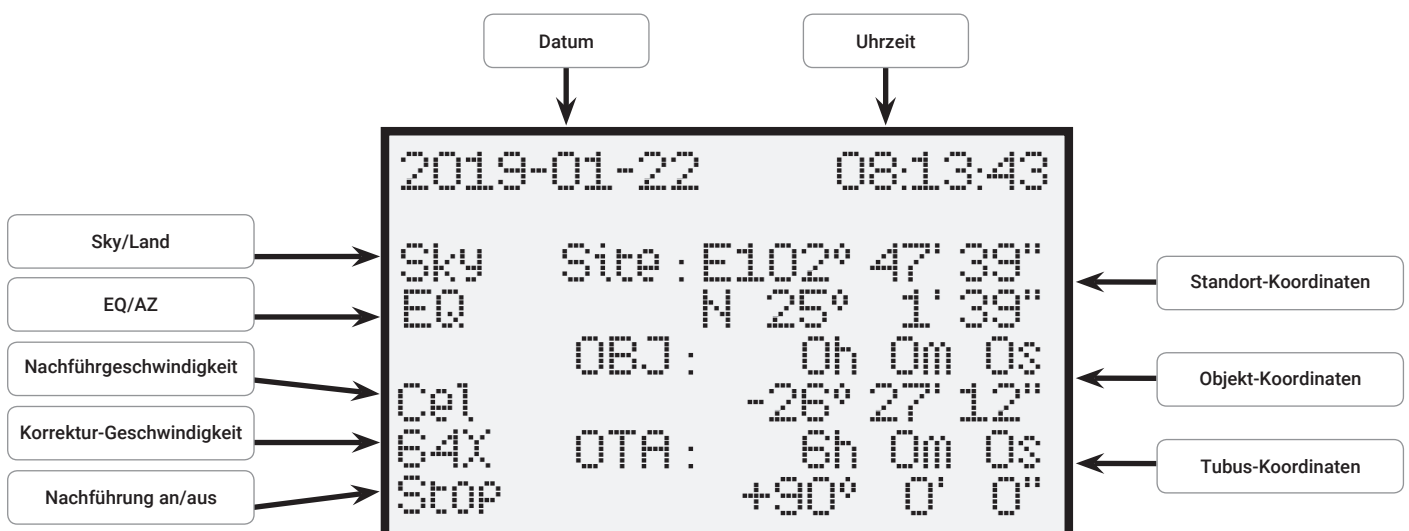 Datum
Uhrzeit
2019-01-22 08:13:43
Sky/Land
Sky Site : E102° 47' 39"
Standort-Koordinaten
EQ/AZ
EQ N 25° 1' 39"
Nachführgeschwindigkeit
OBJ : 0h 0m 0s
Objekt-Koordinaten
Cel -26° 27' 12"
Korrektur-Geschwindigkeit
64X OTA : 6h 0m 0s
Tubus-Koordinaten
Nachführung an/aus
Stop +90° 0' 0"